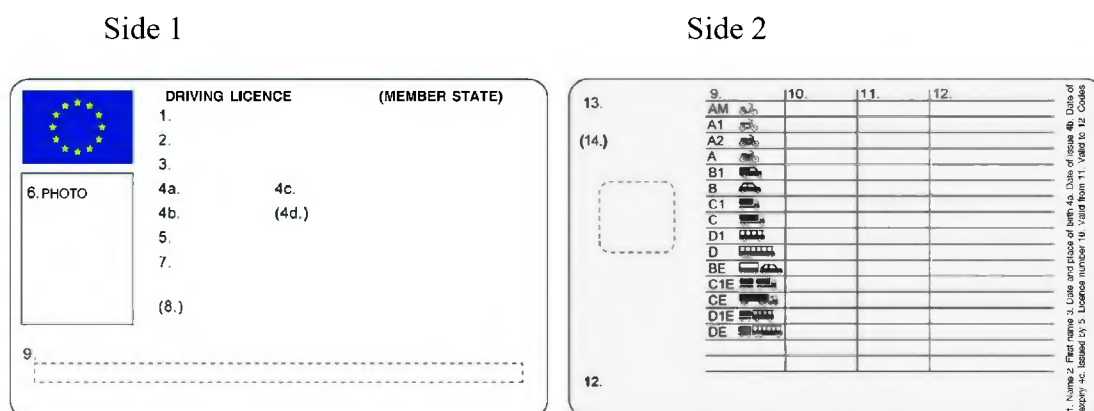 Side 1
Side 2
DRIVING LICENCE (MEMBER STATE)
1.
2.
3.
4a. 4c.
4b. (4d.)
5.
7.
(8.)
6. PHOTO
9.
13.
(14.)
12.
9. 10. 11. 12.
AM
A1
A2
A
B1
B
C1
C
D1
D
BE
C1E
CE
D1E
DE
1. Name 2. First name 3. Date and place of birth 4a. Date of issue 4b. Date of
expiry 4c. Issued by 5. Licence number 10. Valid from 11. Valid to 12. Codes